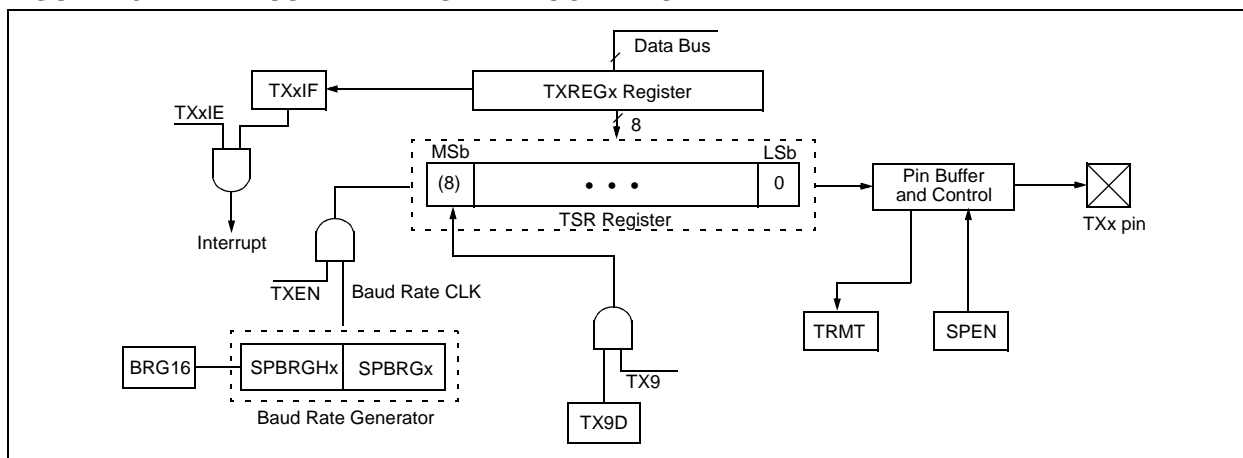 Data Bus
TXxIF
TXREGx Register
TXxIE
8
MSb
LSb
(8)
• • •
0
Pin Buffer
and Control
TSR Register
TXx pin
Interrupt
TXEN
Baud Rate CLK
TRMT
SPEN
BRG16
SPBRGHx
SPBRGx
TX9
Baud Rate Generator
TX9D